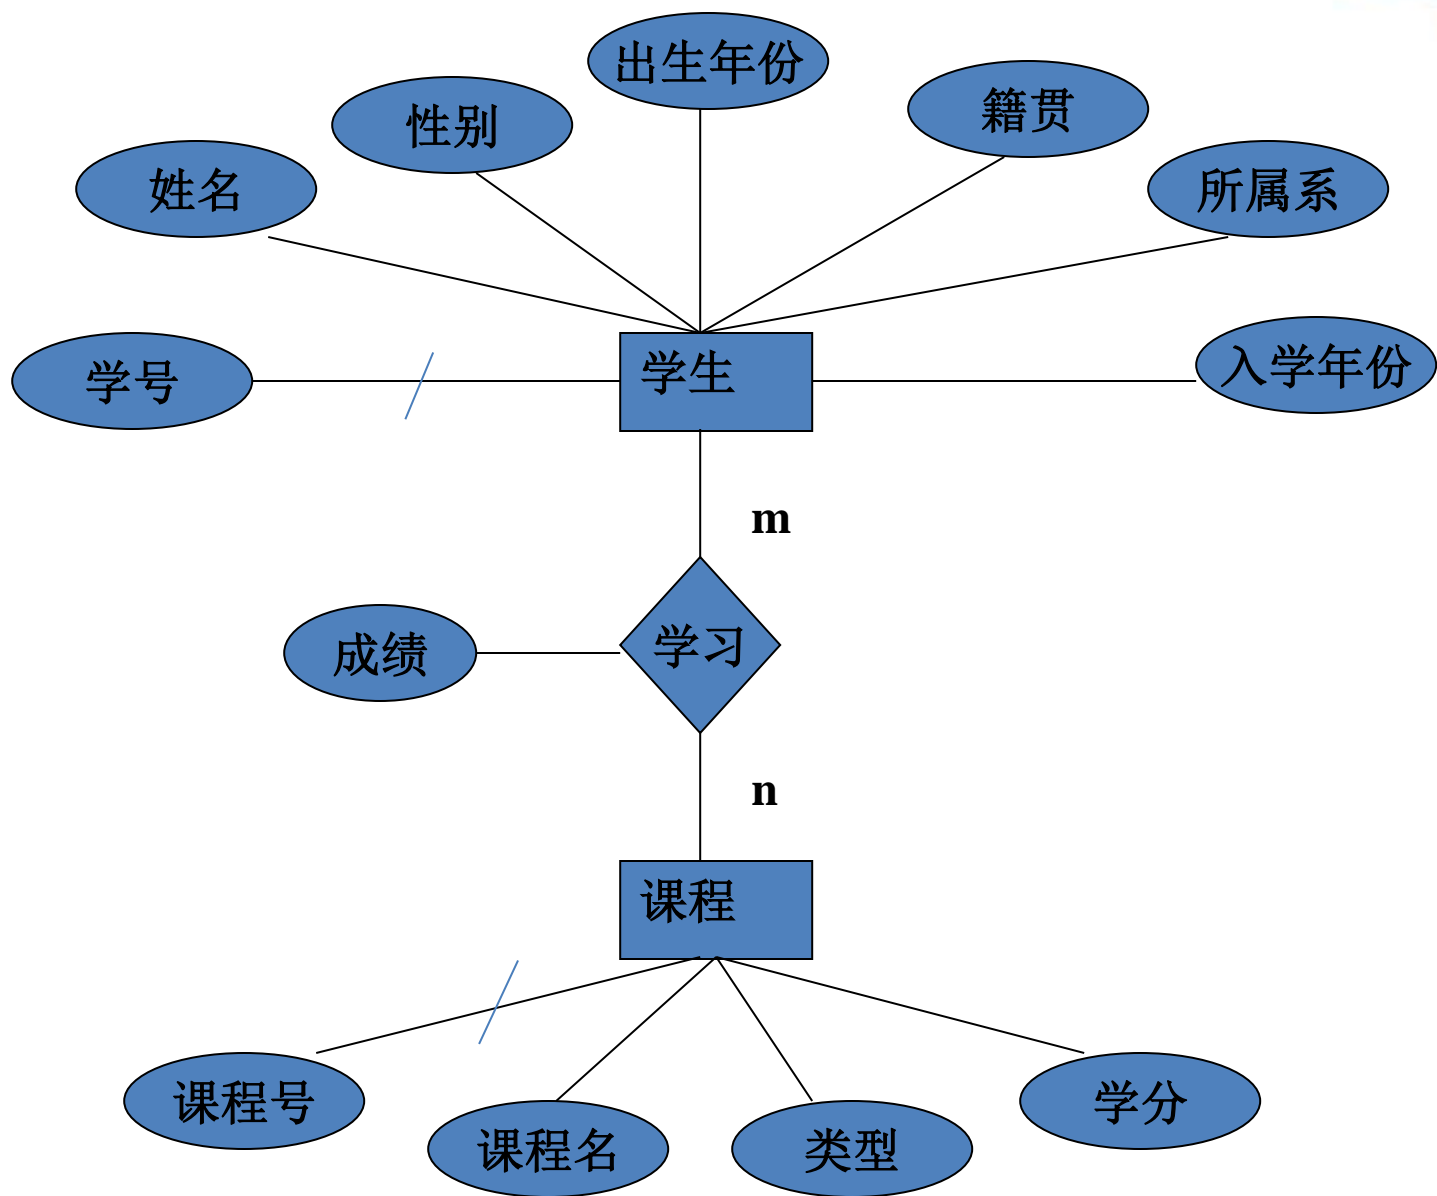 出生年份
性别
籍贯
姓名
所属系
学号
学生
入学年份
m
成绩
学习
n
课程
课程号
课程名
类型
学分